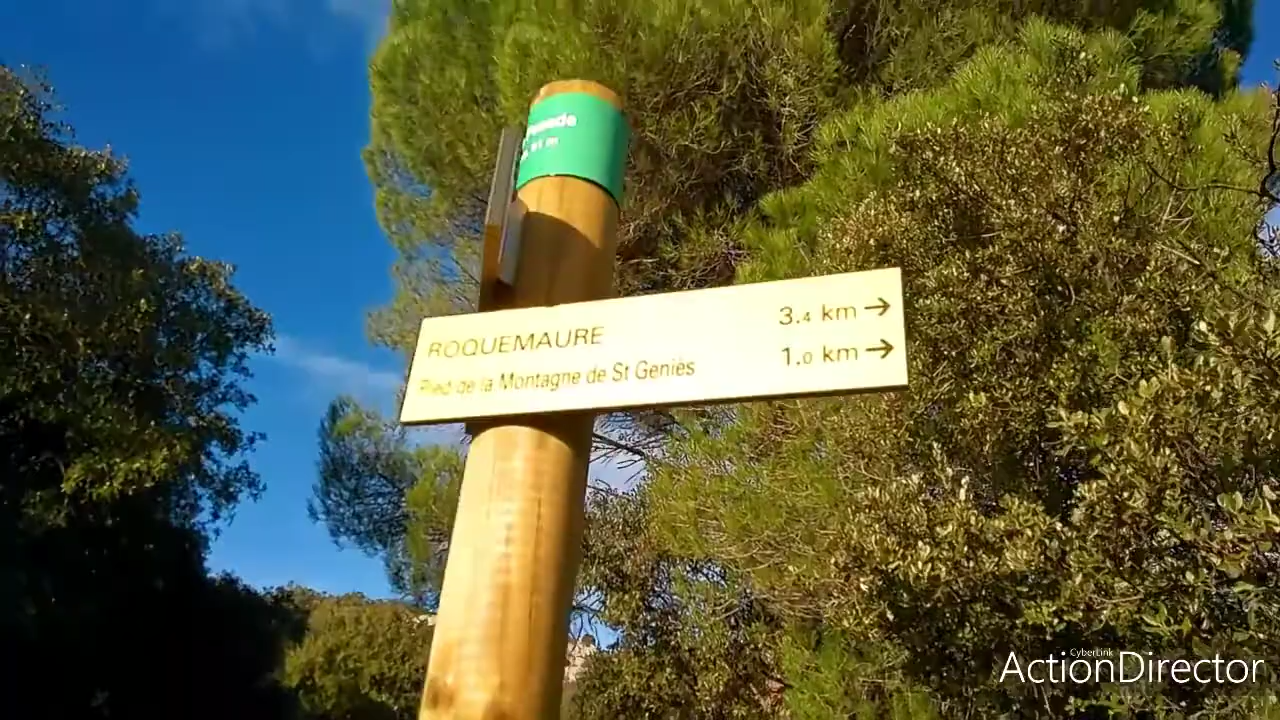 ROQUEMAURE 3.4 km →
Pied de la Montagne de St Geniès 1.0 km →
CyberLink
ActionDirector